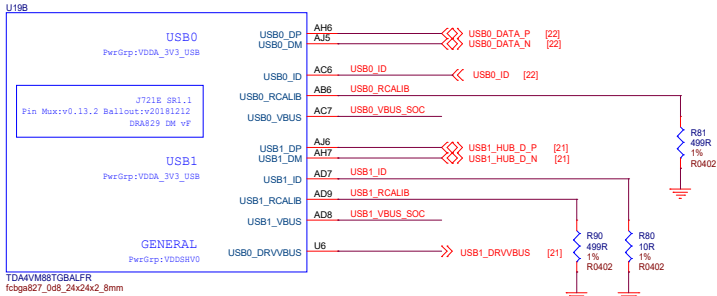 U19B
USB0
PwrGrp:VDDA_3V3_USB
USB0_DP AH6 USB0_DATA_P [22]
USB0_DM AJ5 USB0_DATA_N [22]
USB0_ID AC6 USB0_ID USB0_ID [22]
USB0_RCALIB AB6 USB0_RCALIB
USB0_VBUS AC7 USB0_VBUS_SOC
J721E SR1.1
Pin Mux:v0.13.2 Ballout:v20181212
DRA829 DM vF
R81
499R
1%
R0402
USB1
PwrGrp:VDDA_3V3_USB
USB1_DP AJ6 USB1_HUB_D_P [21]
USB1_DM AH7 USB1_HUB_D_N [21]
USB1_ID AD7 USB1_ID
USB1_RCALIB AD9 USB1_RCALIB
USB1_VBUS AD8 USB1_VBUS_SOC
GENERAL
PwrGrp:VDDSHV0
USB0_DRVVBUS U6 USB1_DRVVBUS [21]
R90
499R
1%
R0402
R80
10R
1%
R0402
TDA4VM88TGBALFR
fcbga827_0d8_24x24x2_8mm